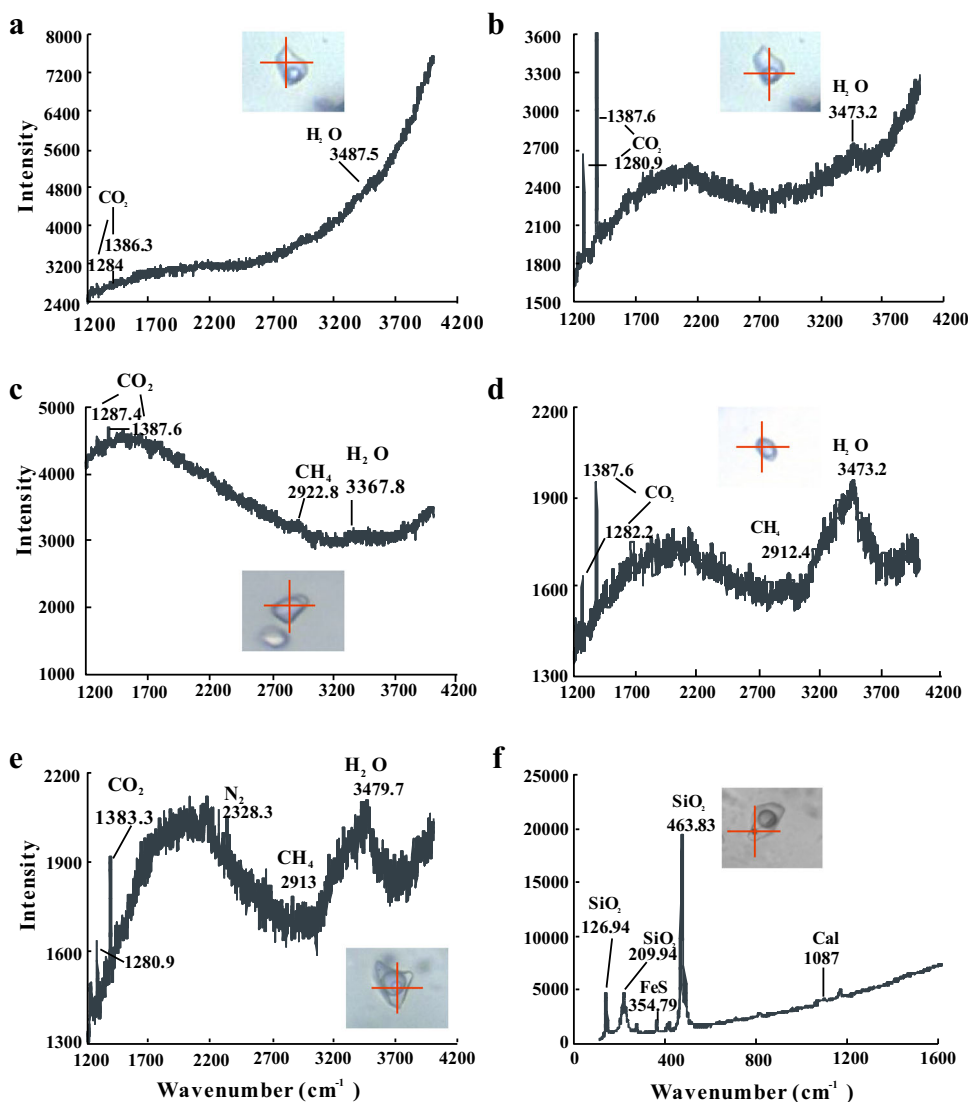 a
8000
7200
6400
5600
4800
4000
3200
2400
Intensity
H₂O
3487.5
CO₂
1386.3
1284
1200 1700 2200 2700 3200 3700 4200
b
3600
3300
3000
2700
2400
2100
1800
1500
1387.6
CO₂
1280.9
H₂O
3473.2
1200 1700 2200 2700 3200 3700 4200
c
5000
4000
3000
2000
1000
CO₂
1287.4
1387.6
CH₄
2922.8
H₂O
3367.8
1200 1700 2200 2700 3200 3700 4200
d
2200
1900
1600
1300
1387.6
CO₂
1282.2
CH₄
2912.4
H₂O
3473.2
1200 1700 2200 2700 3200 3700 4200
e
2200
1900
1600
1300
Intensity
CO₂
1383.3
1280.9
N₂
2328.3
CH₄
2913
H₂O
3479.7
1200 1700 2200 2700 3200 3700 4200
Wavenumber (cm⁻¹)
f
25000
20000
15000
10000
5000
0
SiO₂
463.83
SiO₂
126.94
SiO₂
209.94
FeS
354.79
Cal
1087
0 400 800 1200 1600
Wavenumber (cm⁻¹)